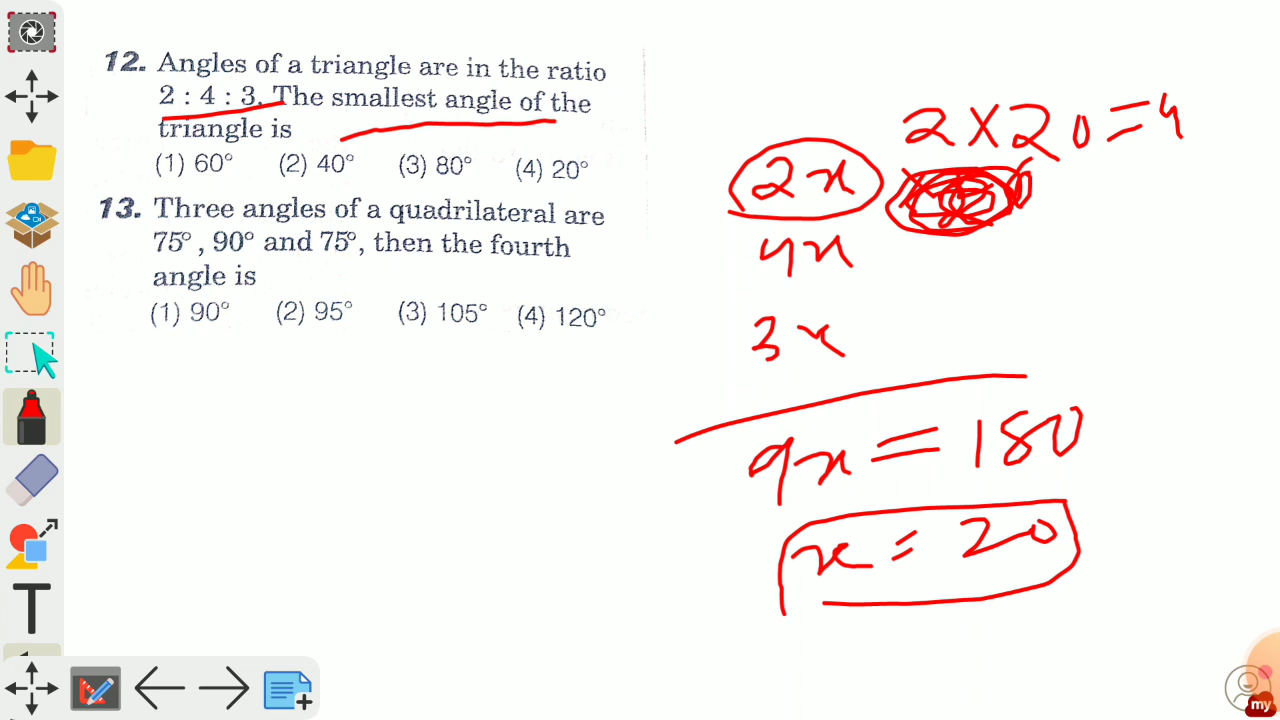 12. Angles of a triangle are in the ratio
2 : 4 : 3. The smallest angle of the
triangle is
(1) 60° (2) 40° (3) 80° (4) 20°
13. Three angles of a quadrilateral are
75°, 90° and 75°, then the fourth
angle is
(1) 90° (2) 95° (3) 105° (4) 120°
2x
2 × 20 = 4
4x
3x
9x = 180
x = 20
T
my